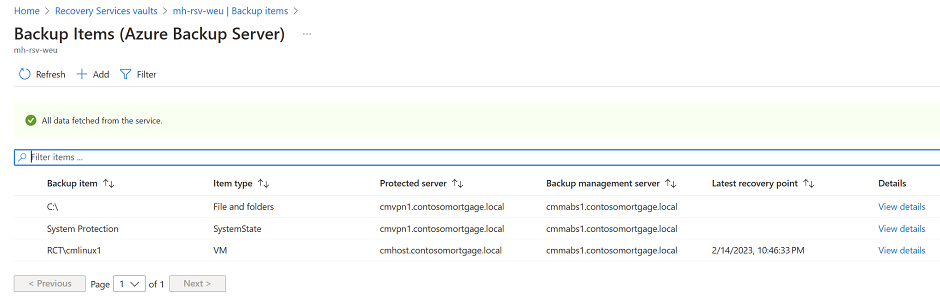 Home > Recovery Services vaults > mh-rsv-weu | Backup items >
Backup Items (Azure Backup Server) ...
mh-rsv-weu
Refresh Add Filter
All data fetched from the service.
Filter items ...
Backup item ↑↓ Item type ↑↓ Protected server ↑↓ Backup management server ↑↓ Latest recovery point ↑↓ Details
C:\ File and folders cmvpn1.contosomortgage.local cmmabs1.contosomortgage.local View details
System Protection SystemState cmvpn1.contosomortgage.local cmmabs1.contosomortgage.local View details
RCT\cmlinux1 VM cmhost.contosomortgage.local cmmabs1.contosomortgage.local 2/14/2023, 10:46:33 PM View details
< Previous Page 1 of 1 Next >